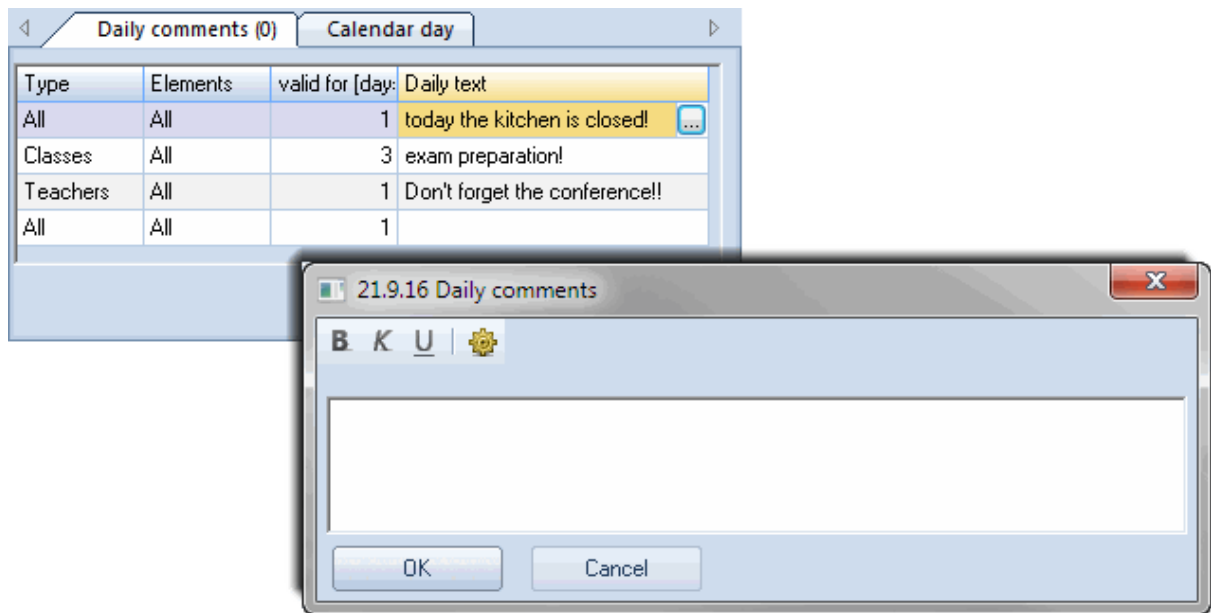 Daily comments (0) Calendar day
Type Elements valid for [day: Daily text
All All 1 today the kitchen is closed! ...
Classes All 3 exam preparation!
Teachers All 1 Don't forget the conference!!
All All 1
21.9.16 Daily comments
B K U
OK Cancel